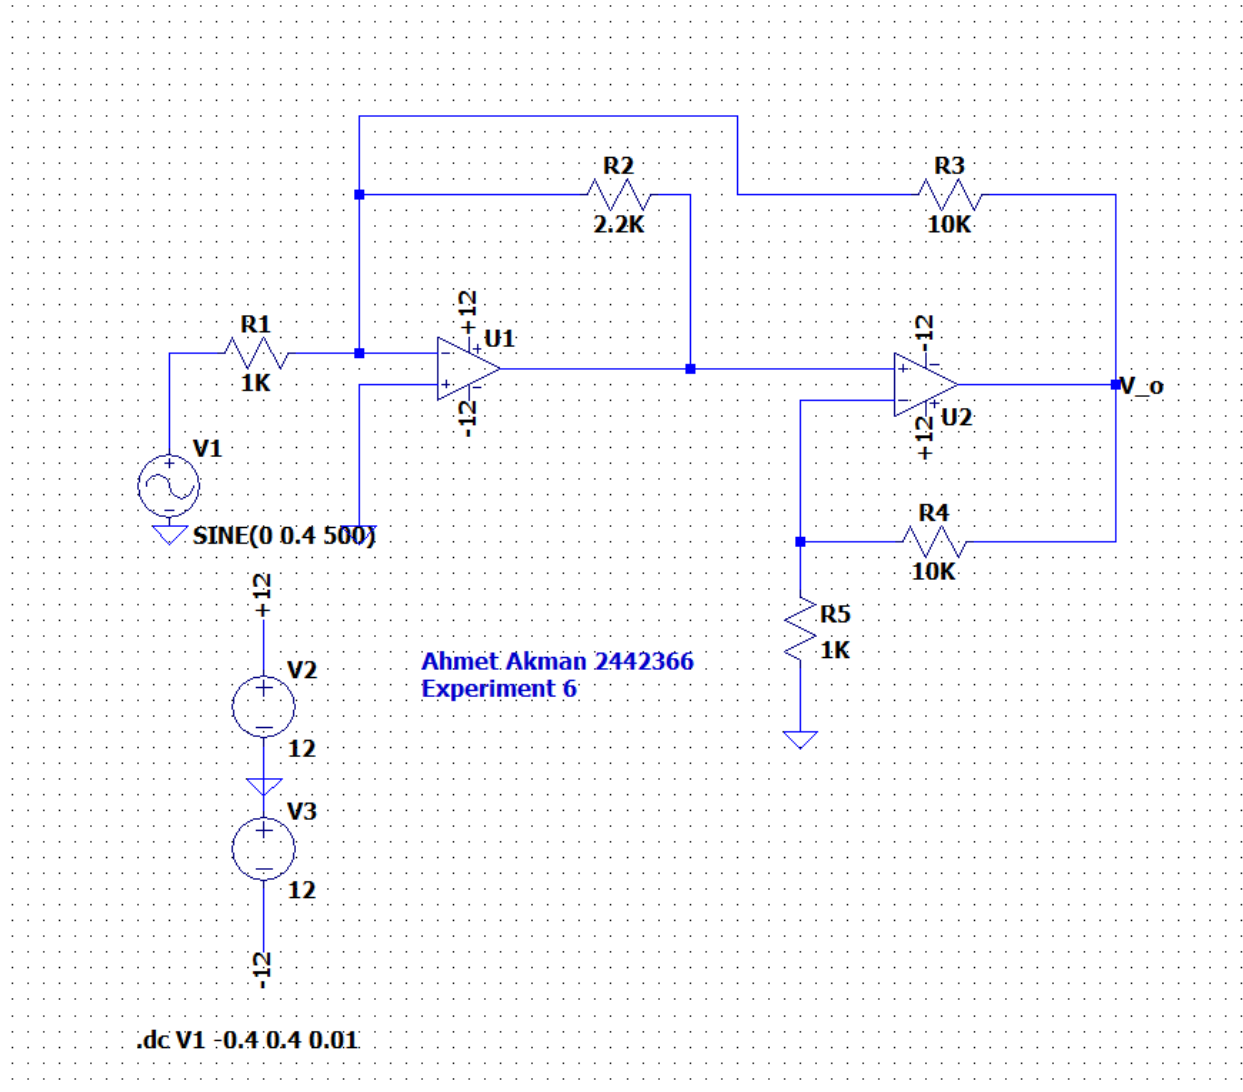 R2
2.2K
R3
10K
+12
U1
-12
R1
1K
-12
U2
+12
V_o
V1
SINE(0 0.4 500)
R4
10K
R5
1K
+12
V2
12
V3
12
-12
Ahmet Akman 2442366
Experiment 6
.dc V1 -0.4 0.4 0.01